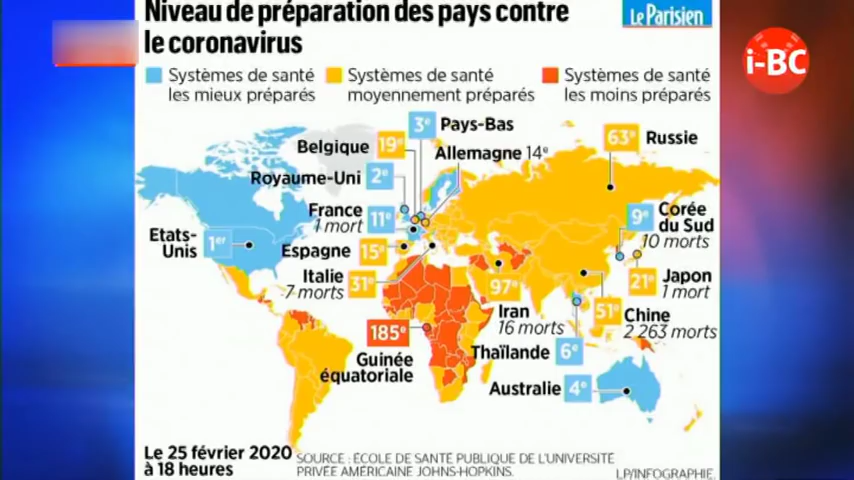 Niveau de préparation des pays contre
le coronavirus
Le Parisien
i-BC
Systèmes de santé
les mieux préparés
Systèmes de santé
moyennement préparés
Systèmes de santé
les moins préparés
3e Pays-Bas
Belgique 19e
Allemagne 14e
63e Russie
Royaume-Uni 2e
France 11e
1 mort
9e Corée
du Sud
10 morts
Etats-
Unis 1er
Espagne 15e
Italie 31e
7 morts
97e
Iran
16 morts
21e Japon
1 mort
51e Chine
2 263 morts
185e
Guinée
équatoriale
Thaïlande 6e
Australie 4e
Le 25 février 2020
à 18 heures
SOURCE : ÉCOLE DE SANTÉ PUBLIQUE DE L'UNIVERSITÉ
PRIVÉE AMÉRICAINE JOHNS-HOPKINS.
LP/INFOGRAPHIE.